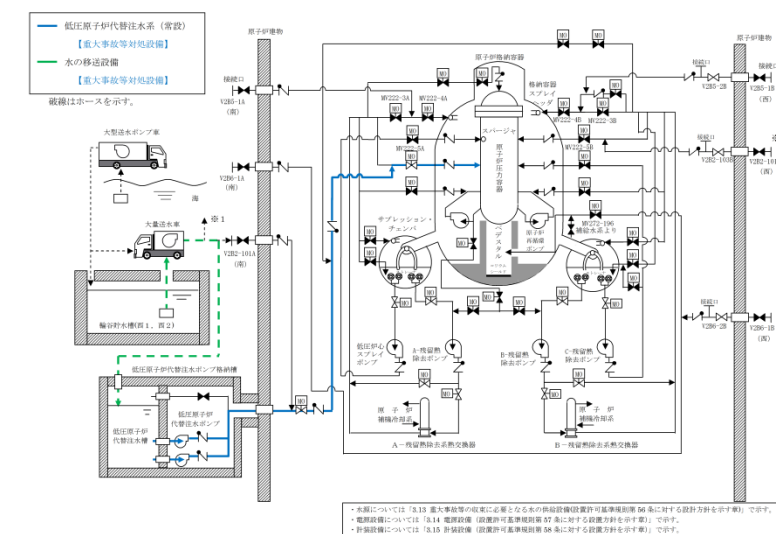 低圧原子炉代替注水系（常設）
【重大事故等対処設備】
水の移送設備
【重大事故等対処設備】
破線はホースを示す。
原子炉建物
接続口
V2B5-1A
(南)
V2B6-1A
(南)
V2B2-101A
(南)
大型送水ポンプ車
海
大量送水車
※1
輪谷貯水槽(西1, 西2)
低圧原子炉代替注水ポンプ格納槽
低圧原子炉
代替注水ポンプ
低圧原子炉
代替注水槽
原子炉格納容器
格納容器
スプレイ
ヘッダ
MV222-3A
MV222-4A
MV222-5A
MV222-4B
MV222-3B
MV222-5B
スパージャ
原子炉圧力容器
ペデスタル
サプレッション・
チェンバ
原子炉
再循環
ポンプ
MV272-196
補給水系より
低圧炉心
スプレイ
ポンプ
A-残留熱
除去ポンプ
B-残留熱
除去ポンプ
C-残留熱
除去ポンプ
原子炉
補機冷却系
A－残留熱除去系熱交換器
原子炉
補機冷却系
B－残留熱除去系熱交換器
原子炉建物
接続口
V2B5-2B
V2B5-1B
(西)
接続口
V2B2-101
(西)
接続口
V2B6-2B
V2B6-1B
(西)
MO
・水源については「3.13 重大事故等の収束に必要となる水の供給設備(設置許可基準規則第56条に対する設計方針を示す章)」で示す。
・電源設備については「3.14 電源設備（設置許可基準規則第57条に対する設置方針を示す章）」で示す。
・計装設備については「3.15 計装設備（設置許可基準規則第58条に対する設置方針を示す章）」で示す。